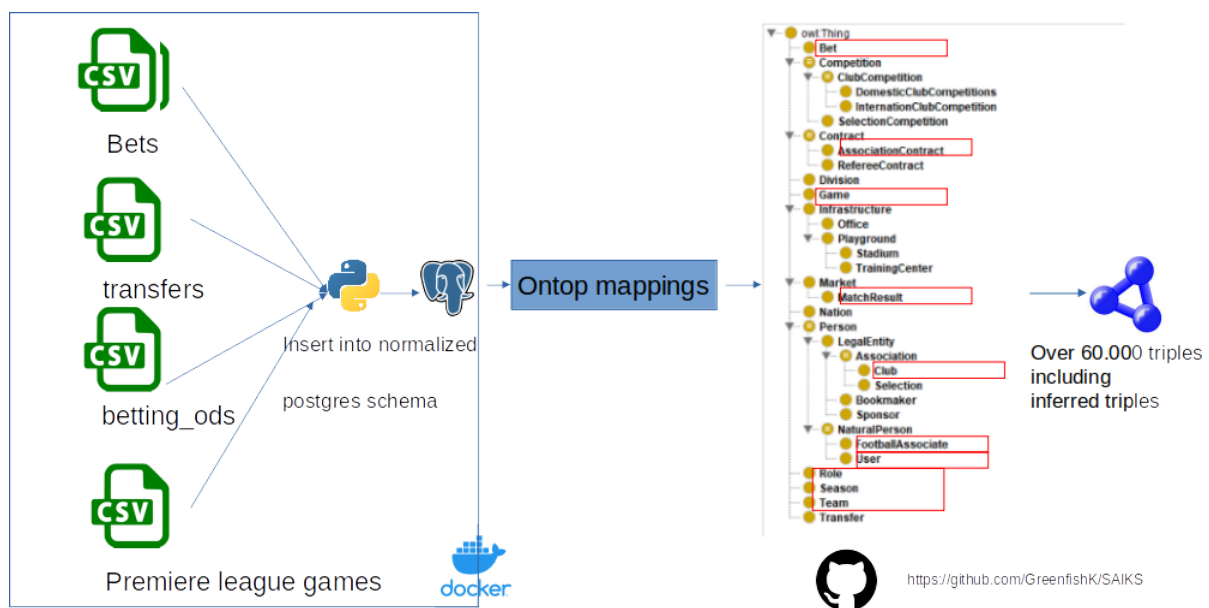 CSV
Bets
CSV
transfers
CSV
betting_ods
CSV
Premiere league games
Insert into normalized
postgres schema
docker
Ontop mappings
owl:Thing
Bet
Competition
ClubCompetition
DomesticClubCompetitions
InternationClubCompetition
SelectionCompetition
Contract
AssociationContract
RefereeContract
Division
Game
Infrastructure
Office
Playground
Stadium
TrainingCenter
Market
MatchResult
Nation
Person
LegalEntity
Association
Club
Selection
Bookmaker
Sponsor
NaturalPerson
FootballAssociate
User
Role
Season
Team
Transfer
Over 60.000 triples
including
inferred triples
https://github.com/GreenfishK/SAIKS